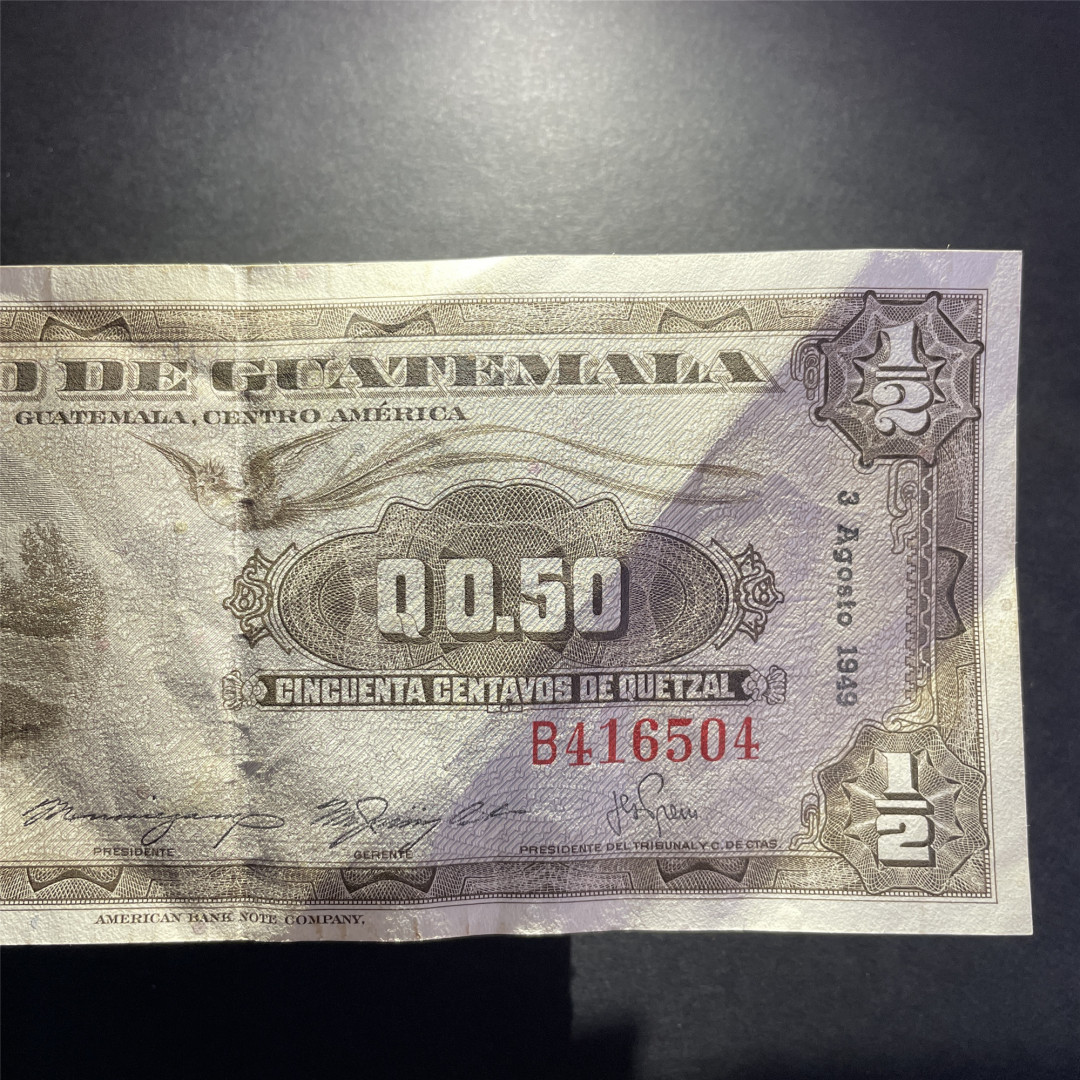 O DE GUATEMALA
GUATEMALA, CENTRO AMÉRICA
1/2
3 Agosto 1949
Q 0.50
CINCUENTA CENTAVOS DE QUETZAL
B416504
PRESIDENTE
GERENTE
PRESIDENTE DEL TRIBUNAL Y C. DE CTAS.
1/2
AMERICAN BANK NOTE COMPANY.